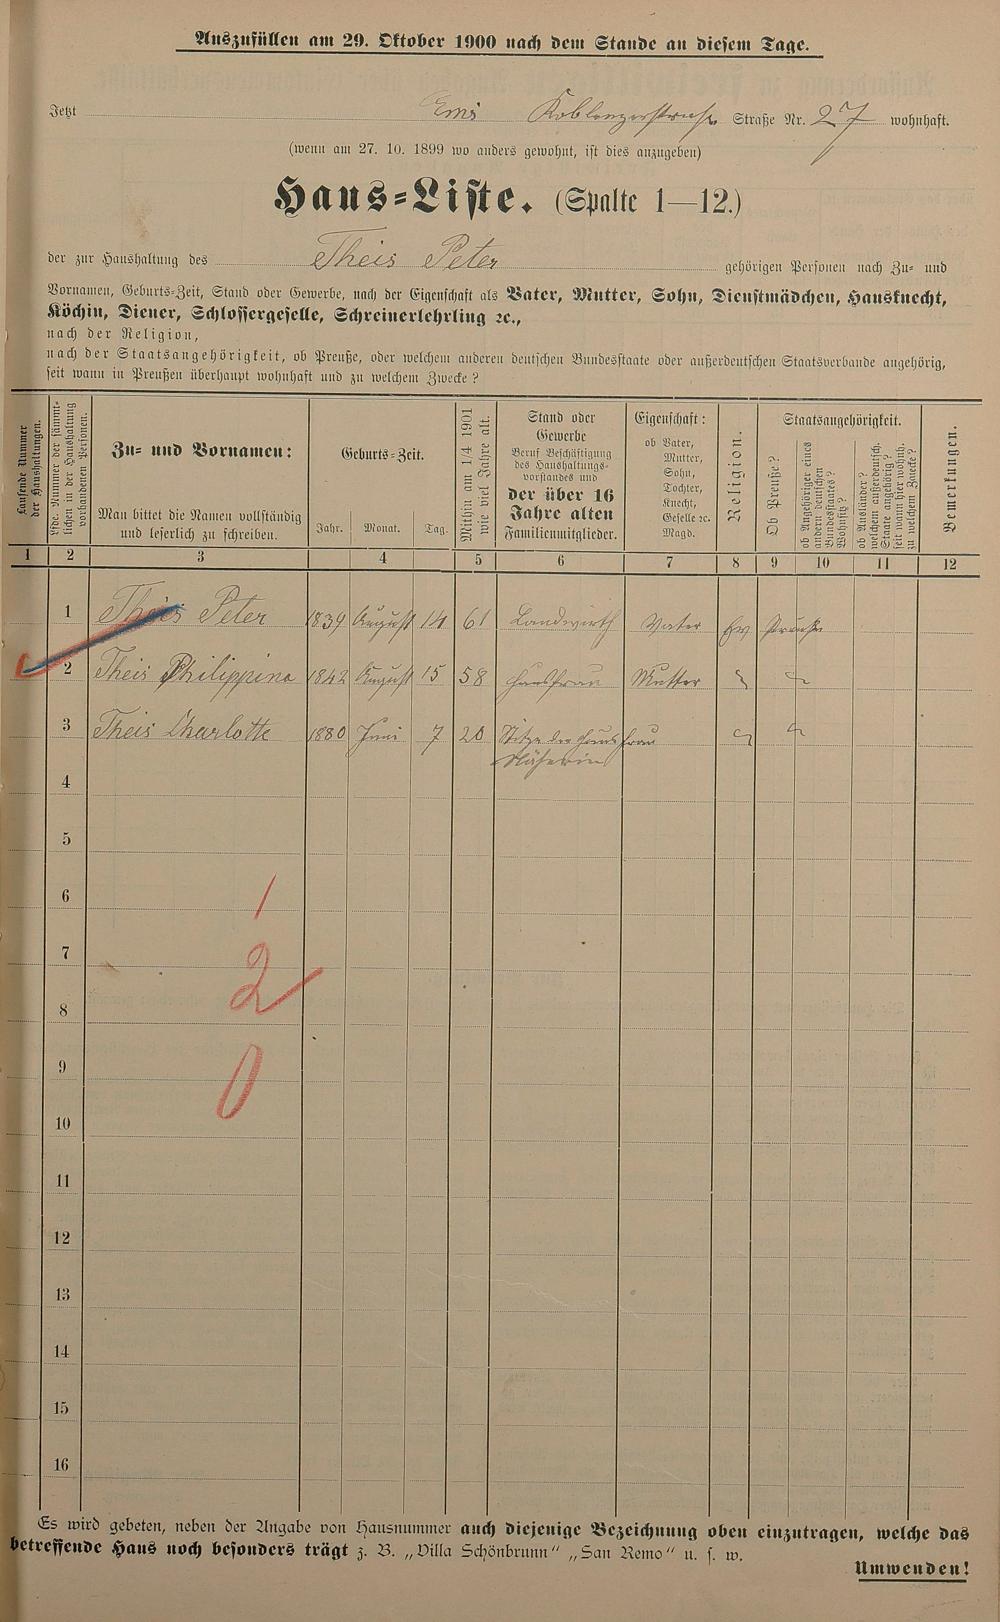 Auszufüllen am 29. Oktober 1900 nach dem Stande an diesem Tage.
Jetzt Ems Koblenzerstraße Straße Nr. 27 wohnhaft.
(wenn am 27. 10. 1899 wo anders gewohnt, ist dies anzugeben)
Haus-Liste. (Spalte 1—12.)
der zur Haushaltung des Theis Peter gehörigen Personen nach Zu- und
Vornamen, Geburts-Zeit, Stand oder Gewerbe, nach der Eigenschaft als Vater, Mutter, Sohn, Dienstmädchen, Hausknecht,
Köchin, Diener, Schlossergeselle, Schreinerlehrling ꝛc.,
nach der Religion,
nach der Staatsangehörigkeit, ob Preuße, oder welchem anderen deutschen Bundesstaate oder außerdeutschen Staatsverbande angehörig,
seit wann in Preußen überhaupt wohnhaft und zu welchem Zwecke?
Laufende Nummer
der Haushaltungen.
Lfde. Nummer der sämmt-
lichen in der Haushaltung
vorhandenen Personen.
Zu- und Vornamen:
Man bittet die Namen vollständig
und leserlich zu schreiben.
Geburts-Zeit.
Jahr. Monat. Tag.
Mithin am 1/4 1901
wie viel Jahre alt.
Stand oder
Gewerbe
Beruf Beschäftigung
des Haushaltungs-
vorstandes und
der über 16
Jahre alten
Familienmitglieder.
Eigenschaft:
ob Vater,
Mutter,
Sohn,
Tochter,
Knecht,
Geselle ꝛc.
Magd.
Religion.
Staatsangehörigkeit.
Ob Preuße?
ob Angehöriger eines
andern deutschen
Bundesstaates?
Wohnsitz?
ob Ausländer?
welchem außerdeutsch.
Staate angehörig?
seit wann hier wohnh.
zu welchem Zwecke?
Bemerkungen.
1 2 3 4 5 6 7 8 9 10 11 12
1 Theis Peter 1839 August 14 61 Landwirth Vater Ev Preuße
2 Theis Philippina 1842 August 15 58 Hausfrau Mutter
3 Theis Charlotte 1880 Juni 7 20 Stütze der Hausfrau
Näherin
4
5
6
1
7
2
8
9
0
10
11
12
13
14
15
16
Es wird gebeten, neben der Angabe von Hausnummer auch diejenige Bezeichnung oben einzutragen, welche das
betreffende Haus noch besonders trägt z. B. „Villa Schönbrunn" „San Remo" u. s. w.
Umwenden!